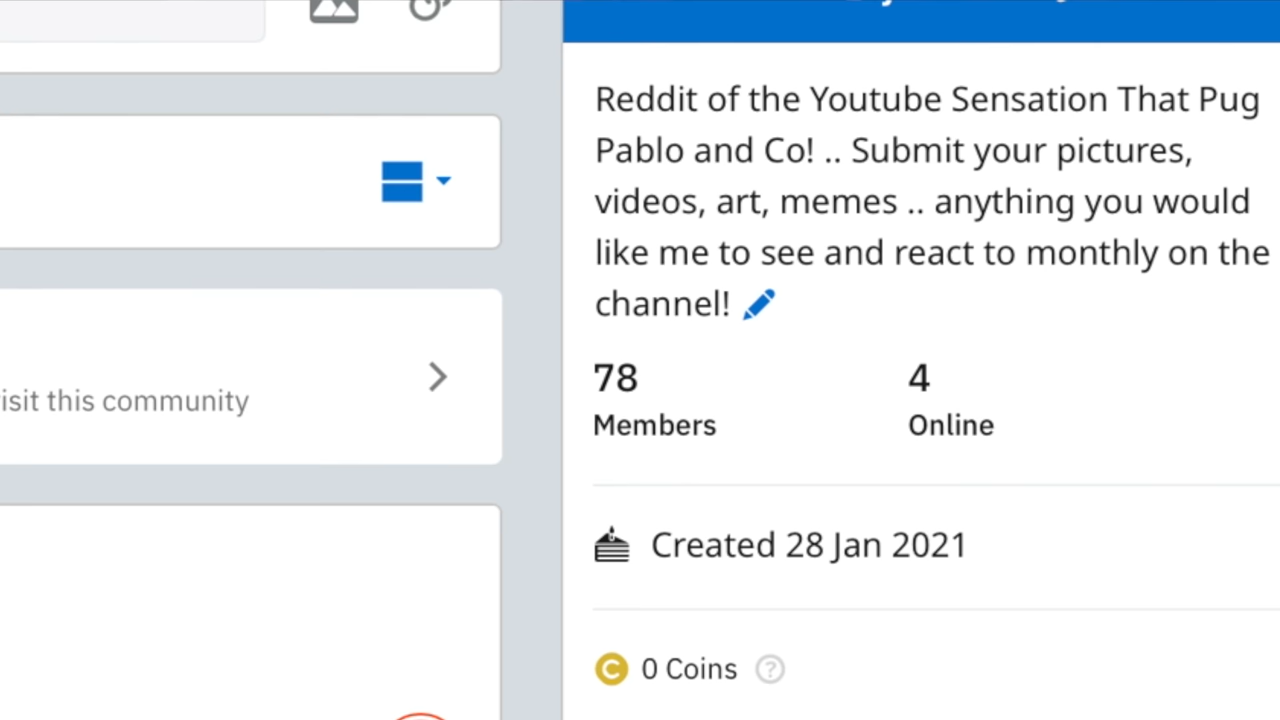 Reddit of the Youtube Sensation That Pug
Pablo and Co! .. Submit your pictures,
videos, art, memes .. anything you would
like me to see and react to monthly on the
channel!
isit this community
78
4
Members
Online
Created 28 Jan 2021
0 Coins